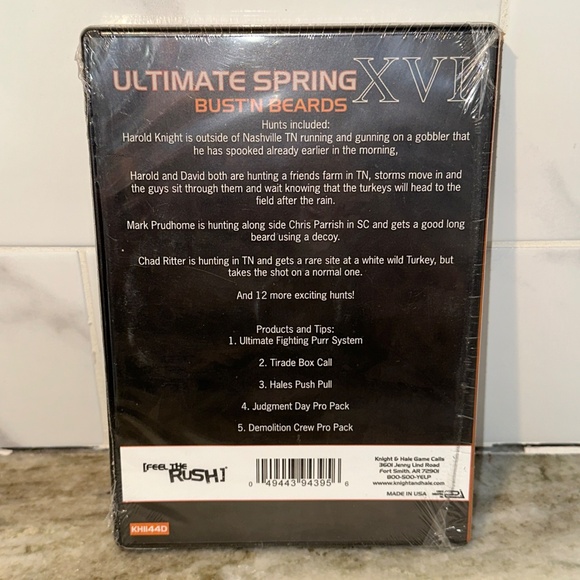 ULTIMATE SPRING XVI
BUST'N BEARDS
Hunts included:
Harold Knight is outside of Nashville TN running and gunning on a gobbler that
he has spooked already earlier in the morning,
Harold and David both are hunting a friends farm in TN, storms move in and
the guys sit through them and wait knowing that the turkeys will head to the
field after the rain.
Mark Prudhome is hunting along side Chris Parrish in SC and gets a good long
beard using a decoy.
Chad Ritter is hunting in TN and gets a rare site at a white wild Turkey, but
takes the shot on a normal one.
And 12 more exciting hunts!
Products and Tips:
1. Ultimate Fighting Purr System
2. Tirade Box Call
3. Hales Push Pull
4. Judgment Day Pro Pack
5. Demolition Crew Pro Pack
[FEEL THE RUSH]
0 49443 94395 8
Knight & Hale Game Calls
3601 Jenny Lind Road
Fort Smith, AR 72901
800-500-YELP
www.knightandhale.com
MADE IN USA
KH1144D